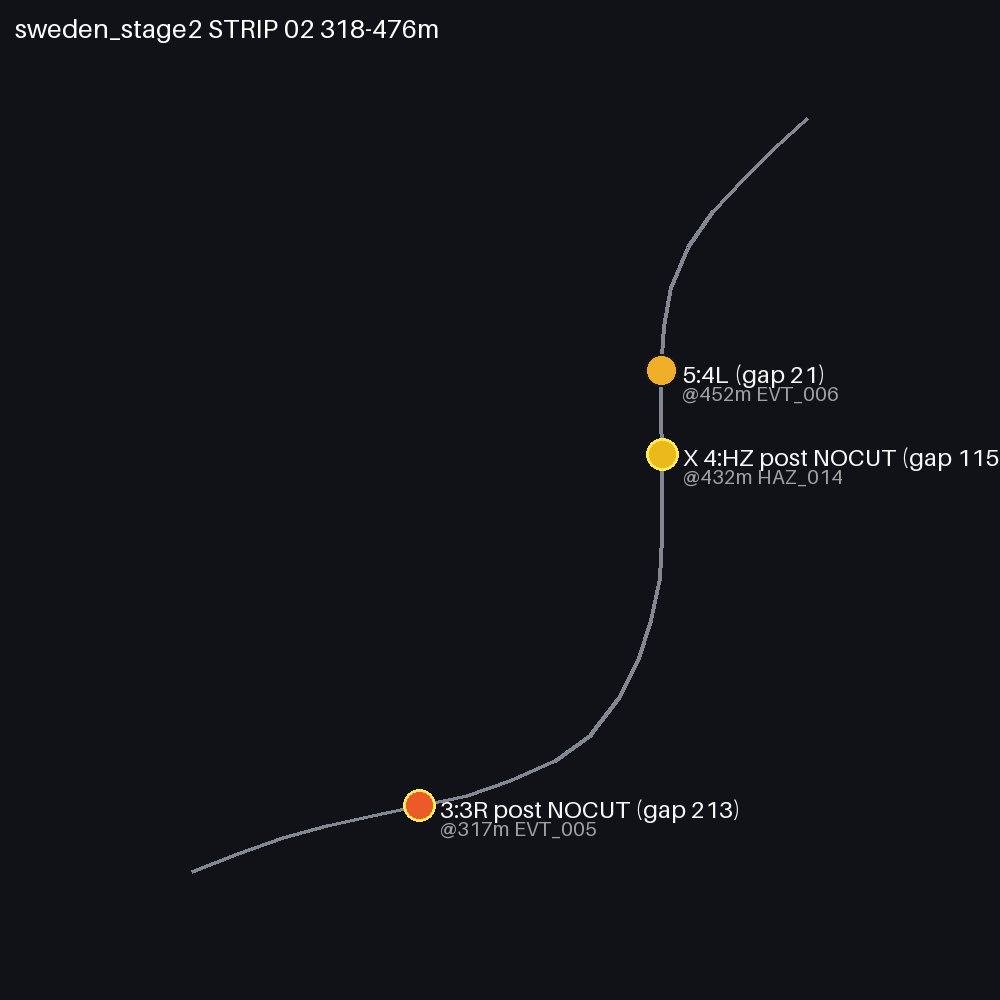 sweden_stage2 STRIP 02 318-476m
5:4L (gap 21)
@452m EVT_006
X 4:HZ post NOCUT (gap 115
@432m HAZ_014
3:3R post NOCUT (gap 213)
@317m EVT_005